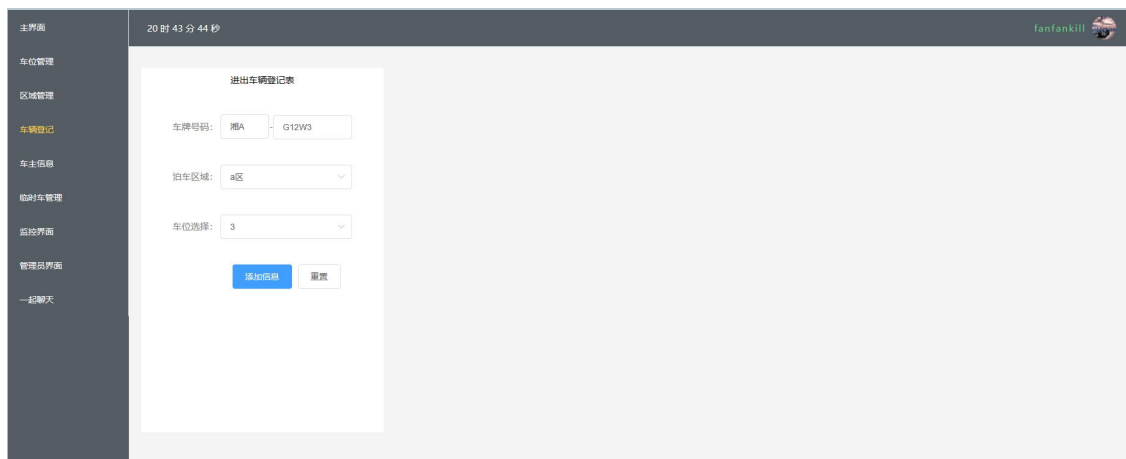 主界面
车位管理
区域管理
车辆登记
车主信息
临时车管理
监控界面
管理员界面
一起聊天
20 时 43 分 44 秒
fanfankill
进出车辆登记表
车牌号码: 湘A - G12W3
泊车区域: a区
车位选择: 3
添加信息 重置